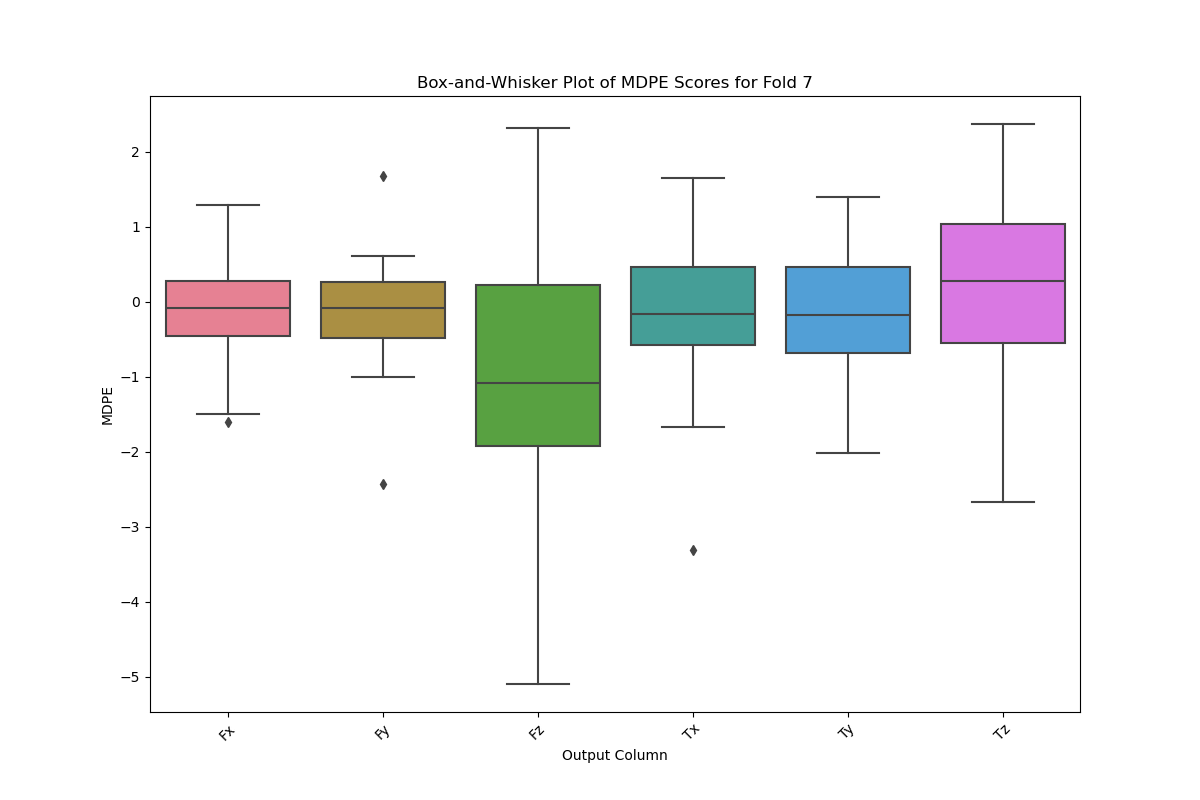 Box-and-Whisker Plot of MDPE Scores for Fold 7
2
1
0
−1
−2
−3
−4
−5
MDPE
Fx
Fy
Fz
Tx
Ty
Tz
Output Column